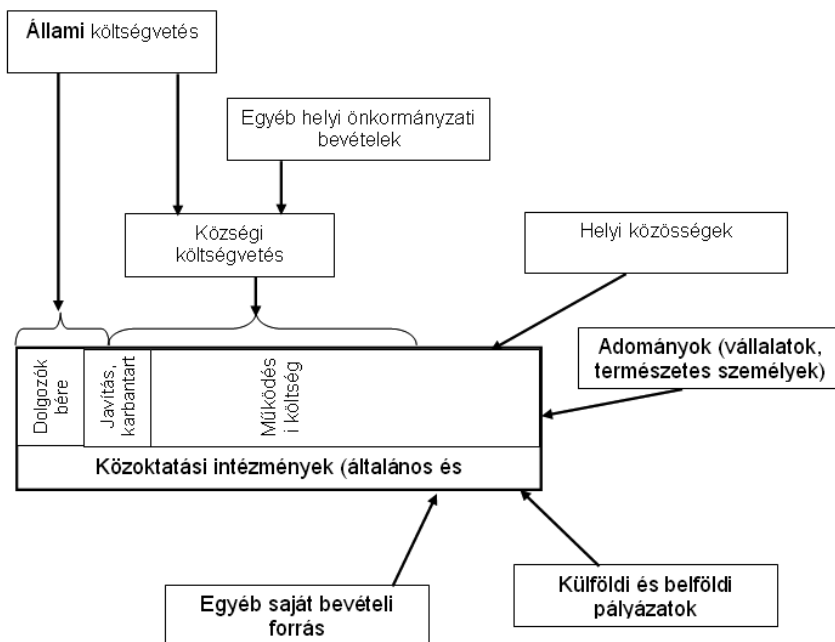 Állami költségvetés
Egyéb helyi önkormányzati
bevételek
Községi
költségvetés
Helyi közösségek
Adományok (vállalatok,
természetes személyek)
Dolgozók
bére
Javítás,
karbantart
Működés
i költség
Közoktatási intézmények (általános és
Egyéb saját bevételi
forrás
Külföldi és belföldi
pályázatok